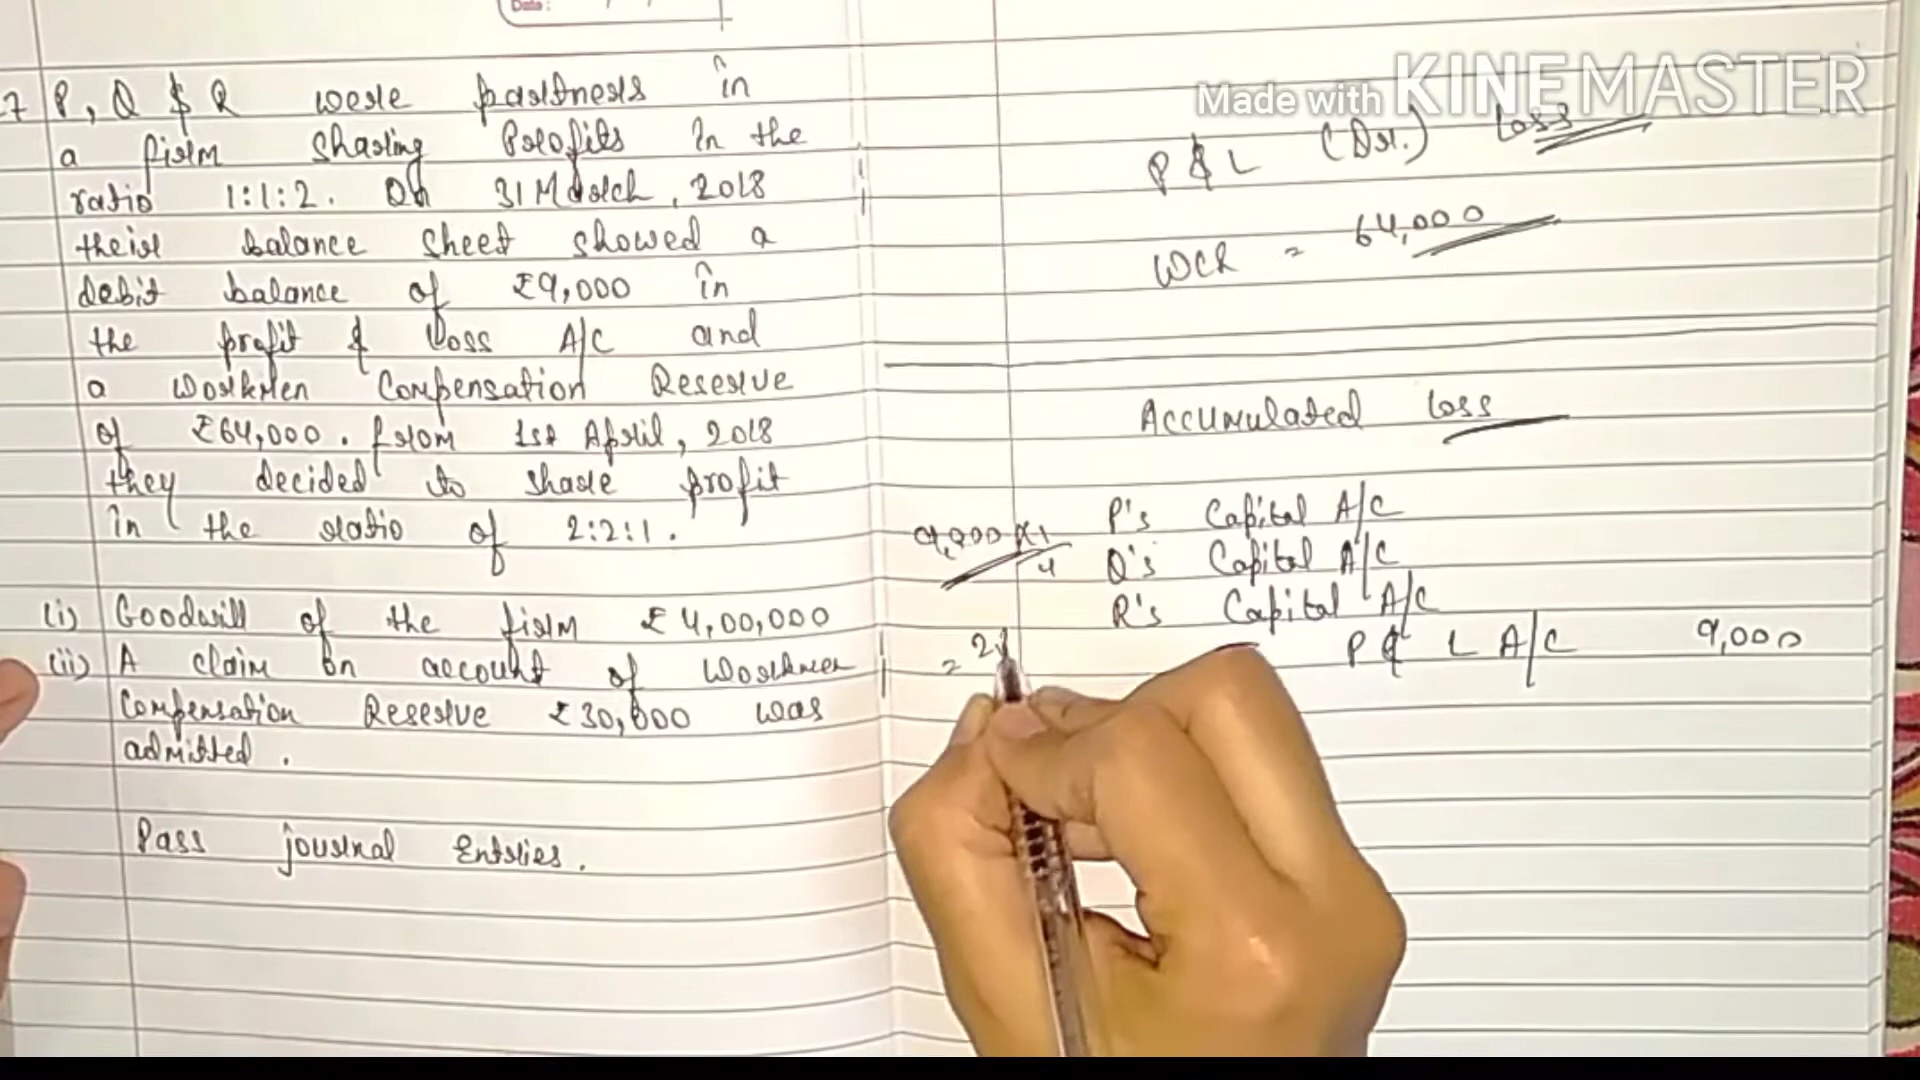 Date:
7 P, Q & R were partners in
a firm sharing Profits in the
ratio 1:1:2. On 31 March, 2018
their balance sheet showed a
debit balance of ₹9,000 in
the profit & loss A/C and
a Workmen Compensation Reserve
of ₹64,000. from 1st April, 2018
they decided to share profit
in the ratio of 2:2:1.
(i) Goodwill of the firm ₹4,00,000
(ii) A claim on account of Workmen
Compensation Reserve ₹30,000 was
admitted.
Pass journal Entries.
Made with KINEMASTER
P & L (Dr.) Loss
WCR = 64,000
Accumulated loss
9,000 × 1
4
P's Capital A/C
Q's Capital A/C
R's Capital A/C
P & L A/C 9,000
= 2